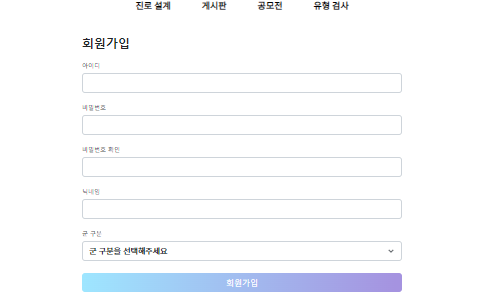 진로 설계 게시판 공모전 유형 검사
회원가입
아이디
비밀번호
비밀번호 확인
닉네임
군 구분
군 구분을 선택해주세요
회원가입